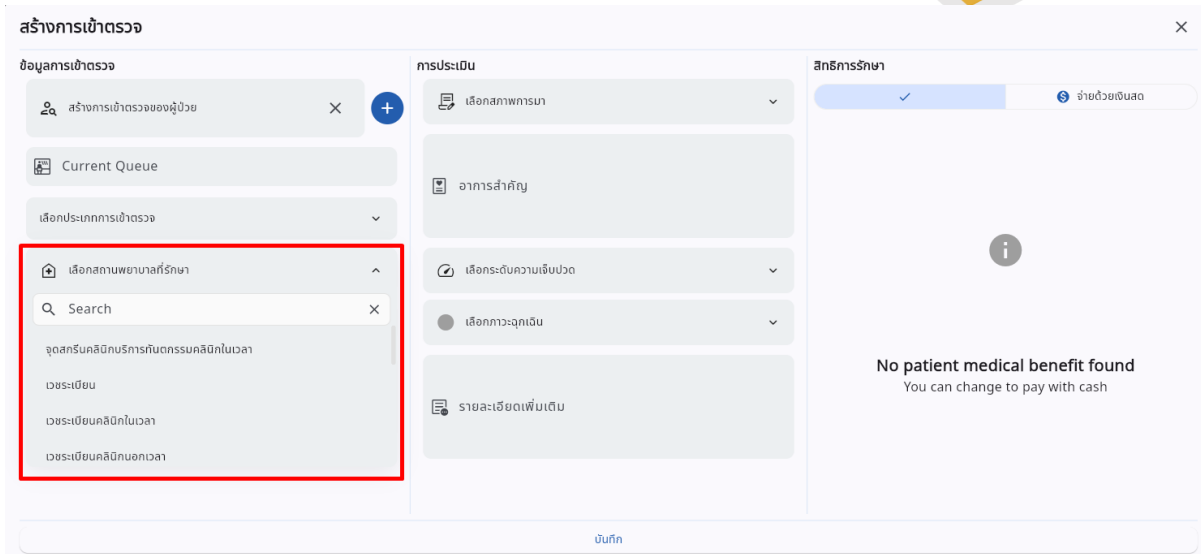 สร้างการเข้าตรวจ
ข้อมูลการเข้าตรวจ
สร้างการเข้าตรวจของผู้ป่วย
Current Queue
เลือกประเภทการเข้าตรวจ
เลือกสถานพยาบาลที่รักษา
Search
จุดสกรีนคลินิกบริการทันตกรรมคลินิกในเวลา
เวชระเบียน
เวชระเบียนคลินิกในเวลา
เวชระเบียนคลินิกนอกเวลา
การประเมิน
เลือกสภาพการมา
อาการสำคัญ
เลือกระดับความเจ็บปวด
เลือกภาวะฉุกเฉิน
รายละเอียดเพิ่มเติม
สิทธิการรักษา
จ่ายด้วยเงินสด
No patient medical benefit found
You can change to pay with cash
บันทึก